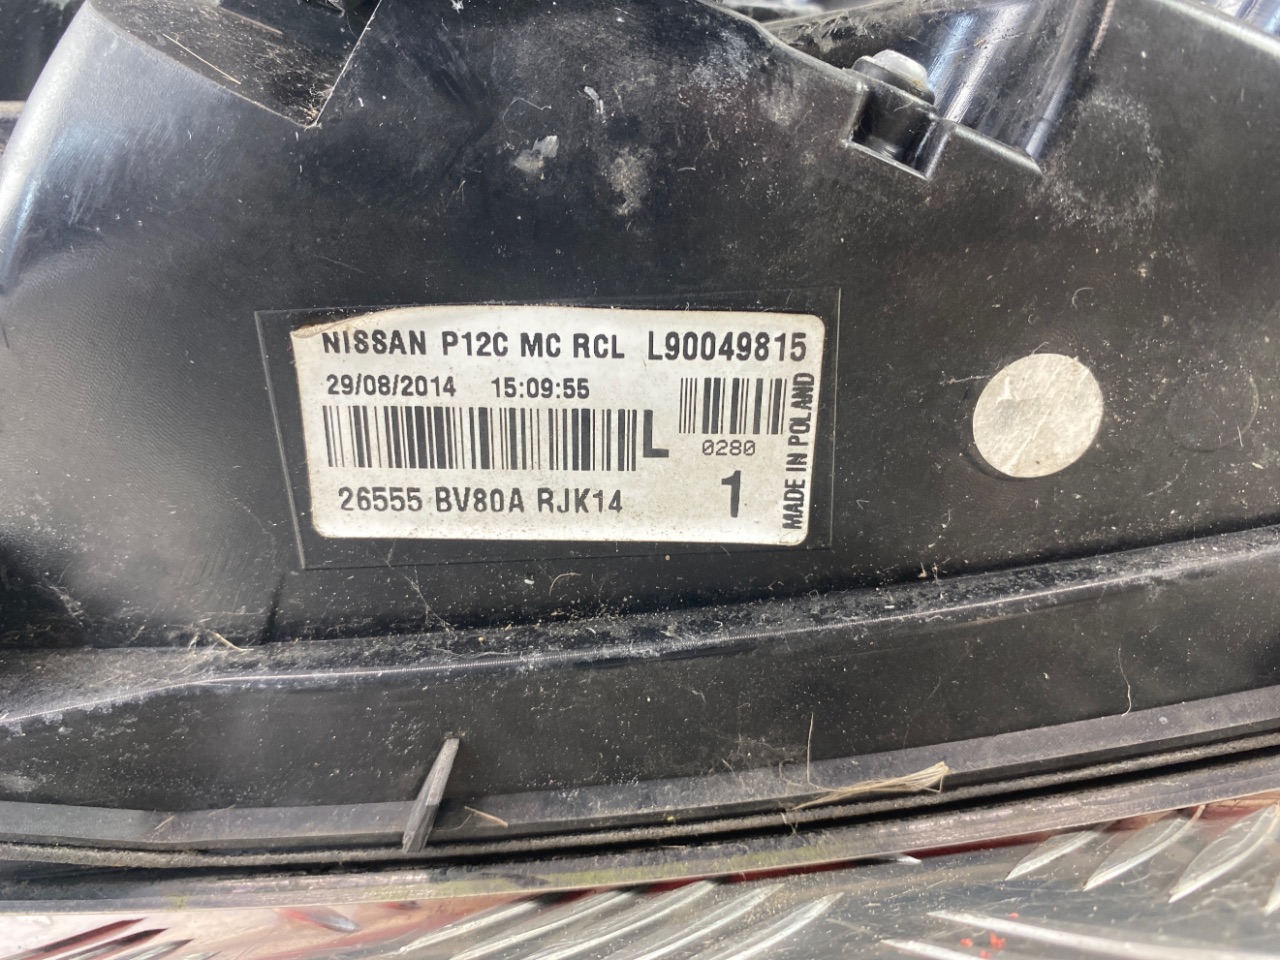 NISSAN P12C MC RCL L90049815
29/08/2014 15:09:55
L
0280
26555 BV80A RJK14
1
MADE IN POLAND